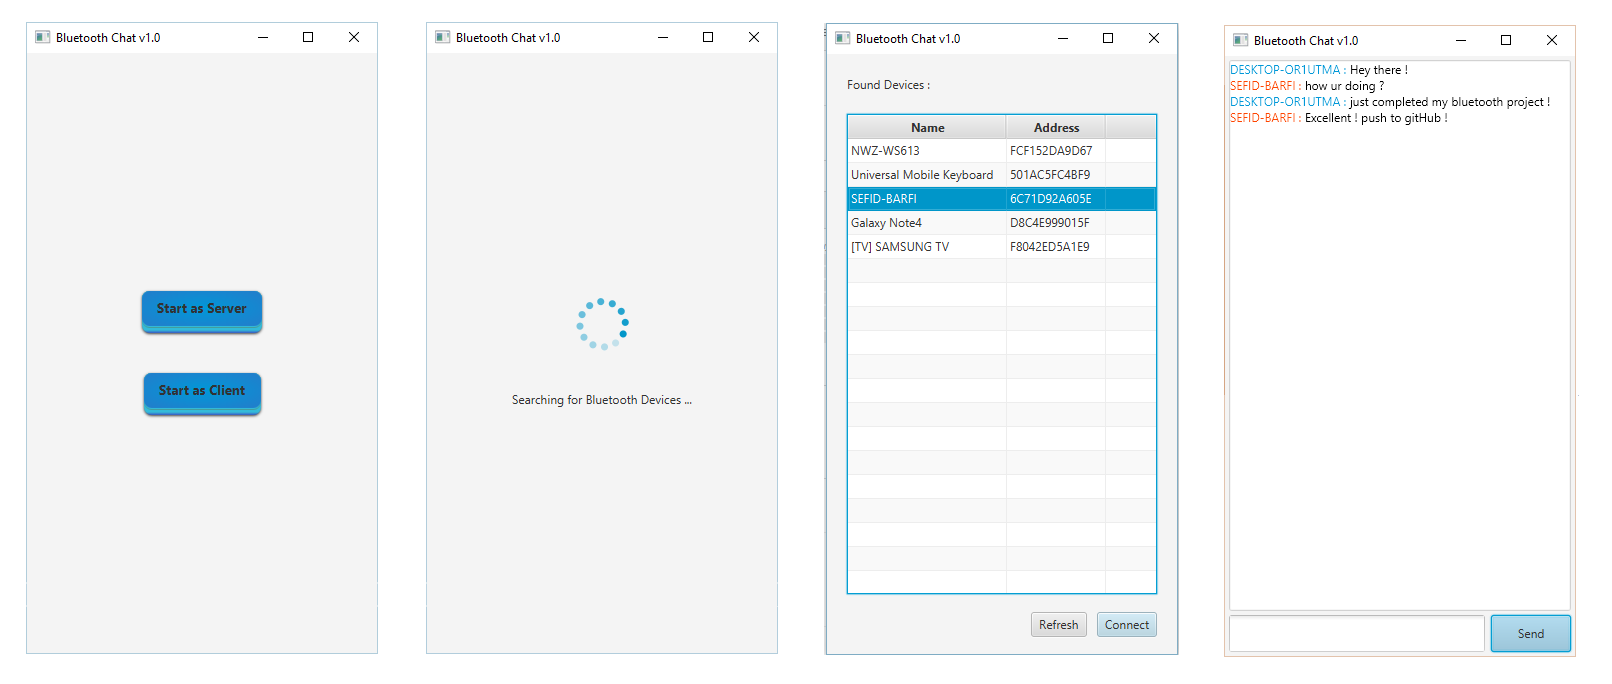 Bluetooth Chat v1.0
Start as Server
Start as Client
Bluetooth Chat v1.0
Searching for Bluetooth Devices ...
Bluetooth Chat v1.0
Found Devices :
Name Address
NWZ-WS613 FCF152DA9D67
Universal Mobile Keyboard 501AC5FC4BF9
SEFID-BARFI 6C71D92A605E
Galaxy Note4 D8C4E999015F
[TV] SAMSUNG TV F8042ED5A1E9
Refresh Connect
Bluetooth Chat v1.0
DESKTOP-OR1UTMA : Hey there !
SEFID-BARFI : how ur doing ?
DESKTOP-OR1UTMA : just completed my bluetooth project !
SEFID-BARFI : Excellent ! push to gitHub !
Send